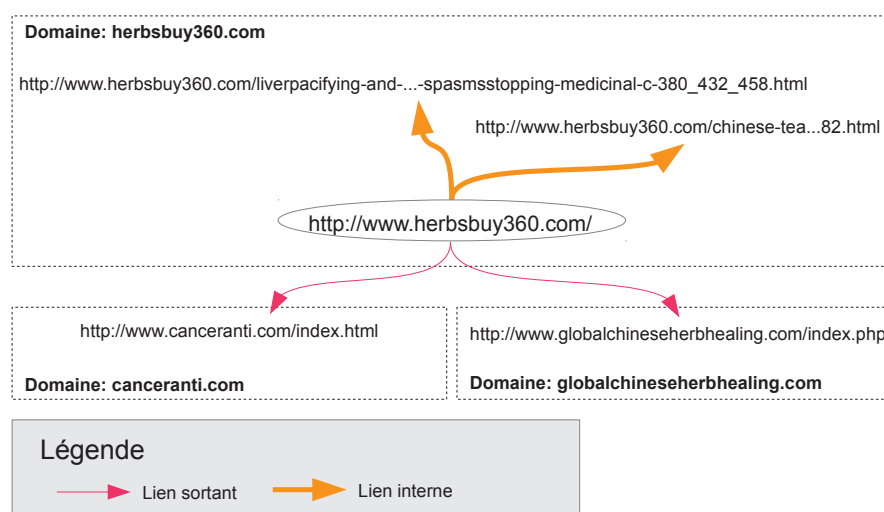 Domaine: herbsbuy360.com
http://www.herbsbuy360.com/liverpacifying-and-...-spasmsstopping-medicinal-c-380_432_458.html
http://www.herbsbuy360.com/chinese-tea...82.html
http://www.herbsbuy360.com/
http://www.canceranti.com/index.html
http://www.globalchineseherbhealing.com/index.php
Domaine: canceranti.com
Domaine: globalchineseherbhealing.com
Légende
Lien sortant
Lien interne